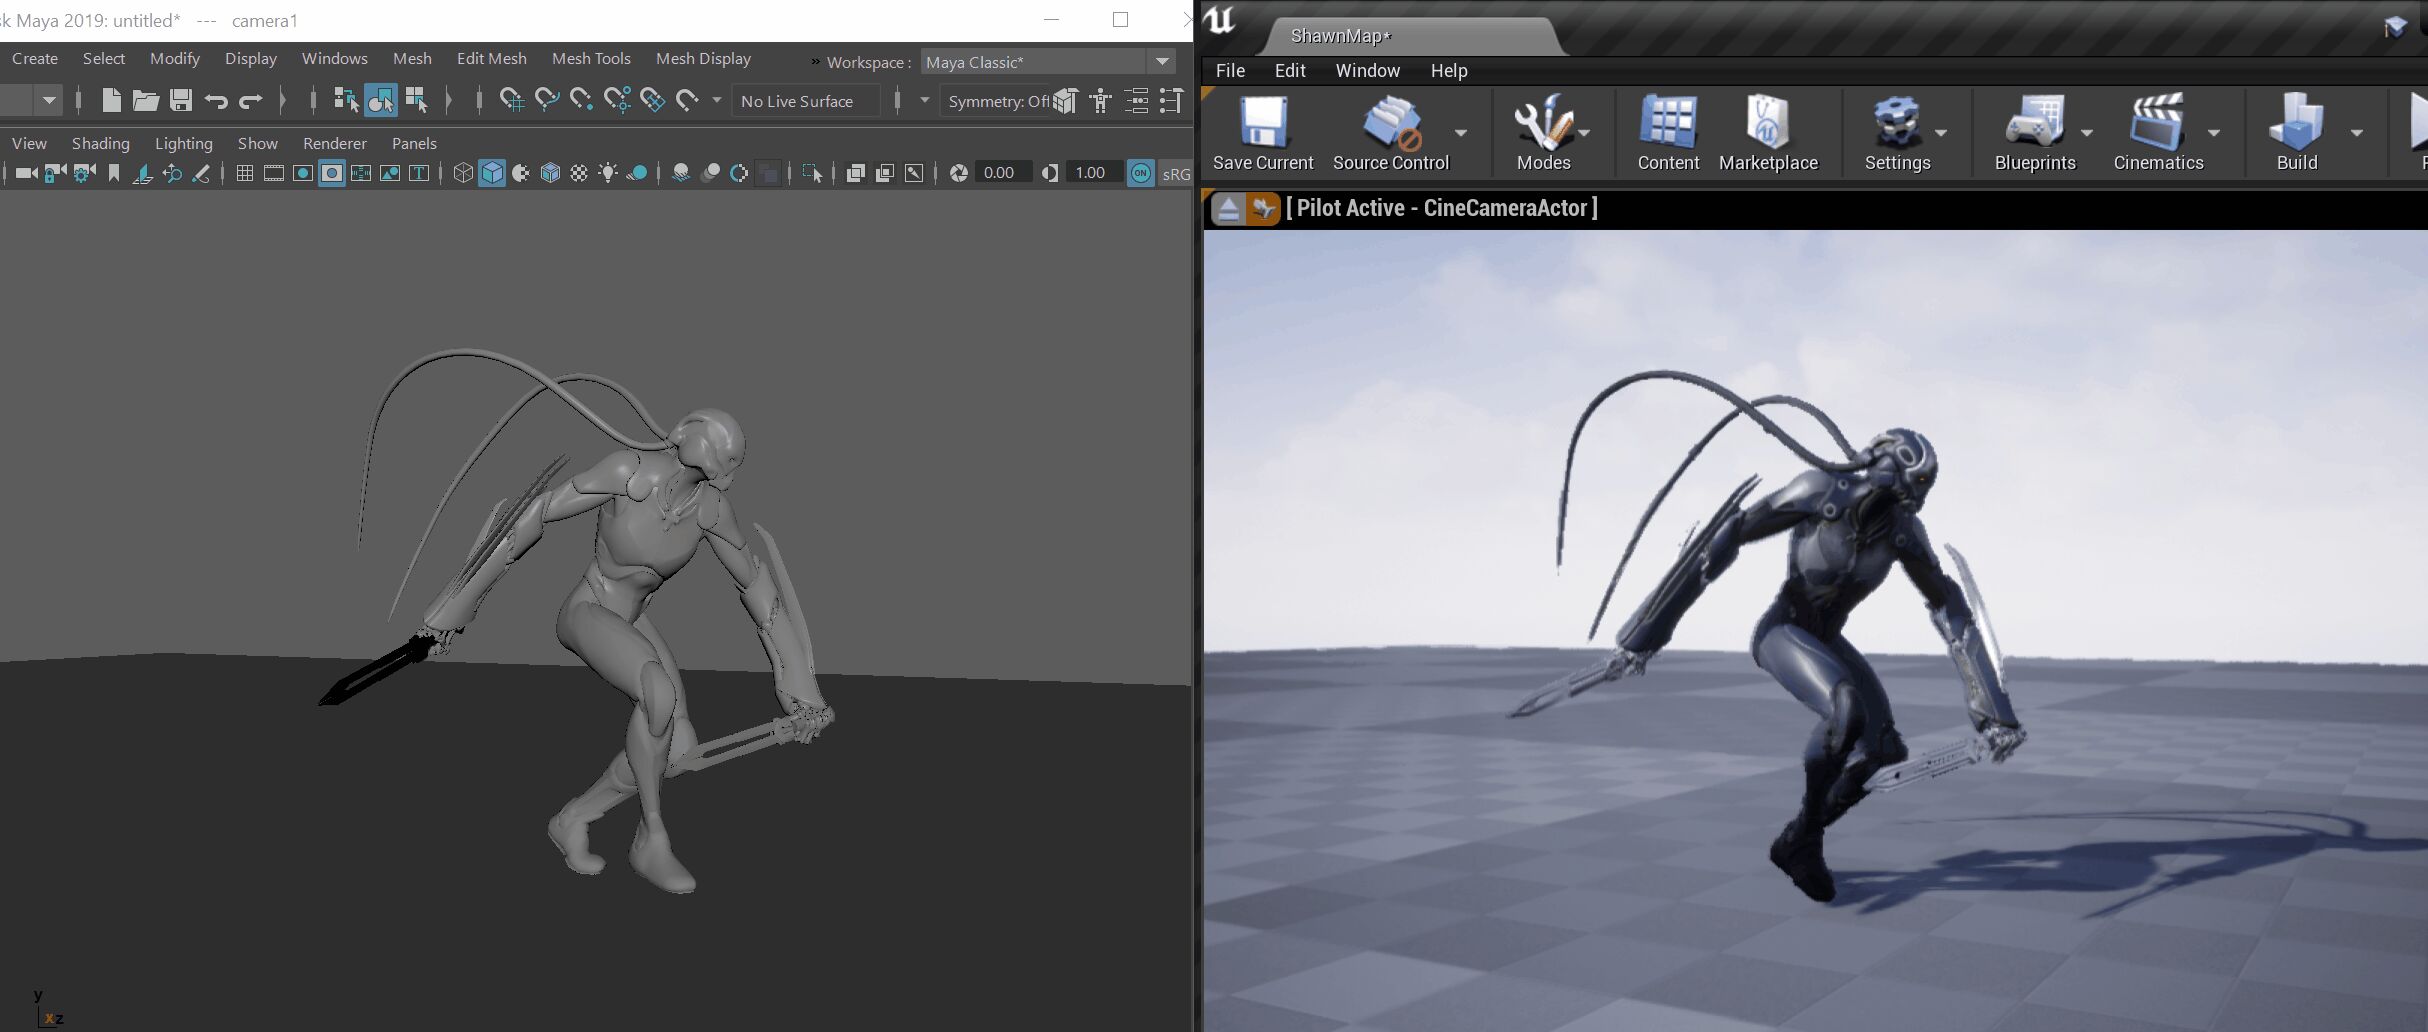 sk Maya 2019: untitled* --- camera1
Create Select Modify Display Windows Mesh Edit Mesh Mesh Tools Mesh Display » Workspace : Maya Classic*
No Live Surface Symmetry: Off
View Shading Lighting Show Renderer Panels
0.00 1.00 ON sRG
y
x z
ShawnMap*
File Edit Window Help
Save Current Source Control Modes Content Marketplace Settings Blueprints Cinematics Build
[ Pilot Active - CineCameraActor ]